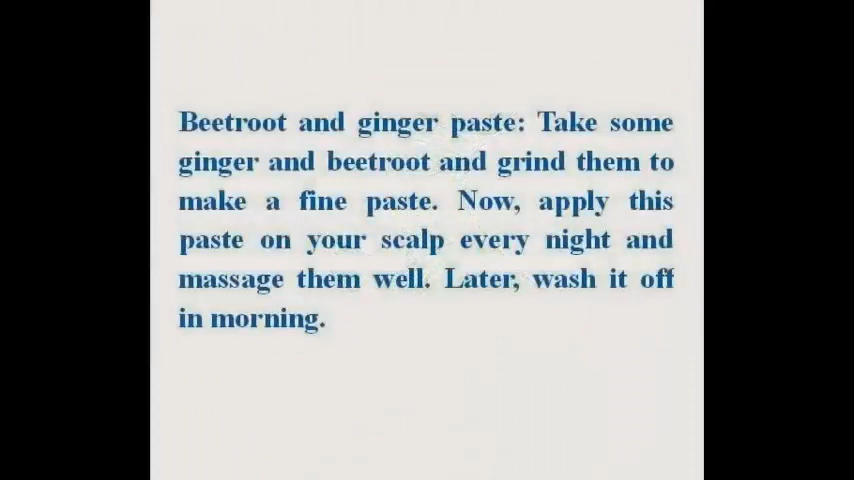 Beetroot and ginger paste: Take some
ginger and beetroot and grind them to
make a fine paste. Now, apply this
paste on your scalp every night and
massage them well. Later, wash it off
in morning.